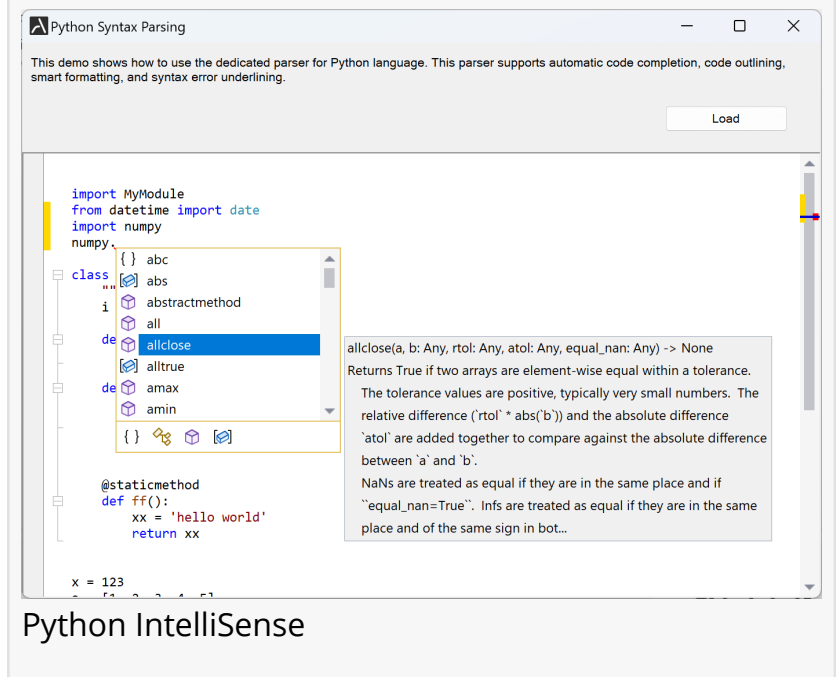 Python Syntax Parsing
This demo shows how to use the dedicated parser for Python language. This parser supports automatic code completion, code outlining,
smart formatting, and syntax error underlining.
Load
import MyModule
from datetime import date
import numpy
numpy.
{ } abc
class
abs
""
abstractmethod
i
all
de
allclose
alltrue
de
amax
amin
{ }
allclose(a, b: Any, rtol: Any, atol: Any, equal_nan: Any) -> None
Returns True if two arrays are element-wise equal within a tolerance.
The tolerance values are positive, typically very small numbers. The
relative difference (`rtol` * abs(`b`)) and the absolute difference
`atol` are added together to compare against the absolute difference
between `a` and `b`.
NaNs are treated as equal if they are in the same place and if
``equal_nan=True``. Infs are treated as equal if they are in the same
place and of the same sign in bot...
@staticmethod
def ff():
xx = 'hello world'
return xx
x = 123
Python IntelliSense